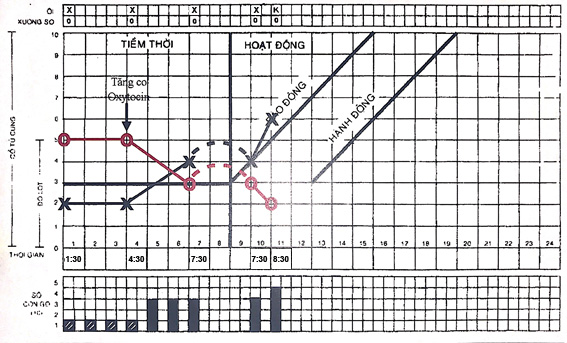 ỐI X X X X K
XƯƠNG SỌ 0 0 0 0 0
10 TIỀM THỜI HOẠT ĐỘNG
9
8
Tăng co
Oxytocin
7
6
5
4
3
2
1
0
CỔ TỬ CUNG
ĐỘ LỌT
BÁO ĐỘNG
HÀNH ĐỘNG
1 2 3 4 5 6 7 8 9 10 11 12 13 14 15 16 17 18 19 20 21 22 23 24
THỜI GIAN 1:30 4:30 7:30 7:30 8:30
SỐ
CƠN GÒ
5
4
3
2
1